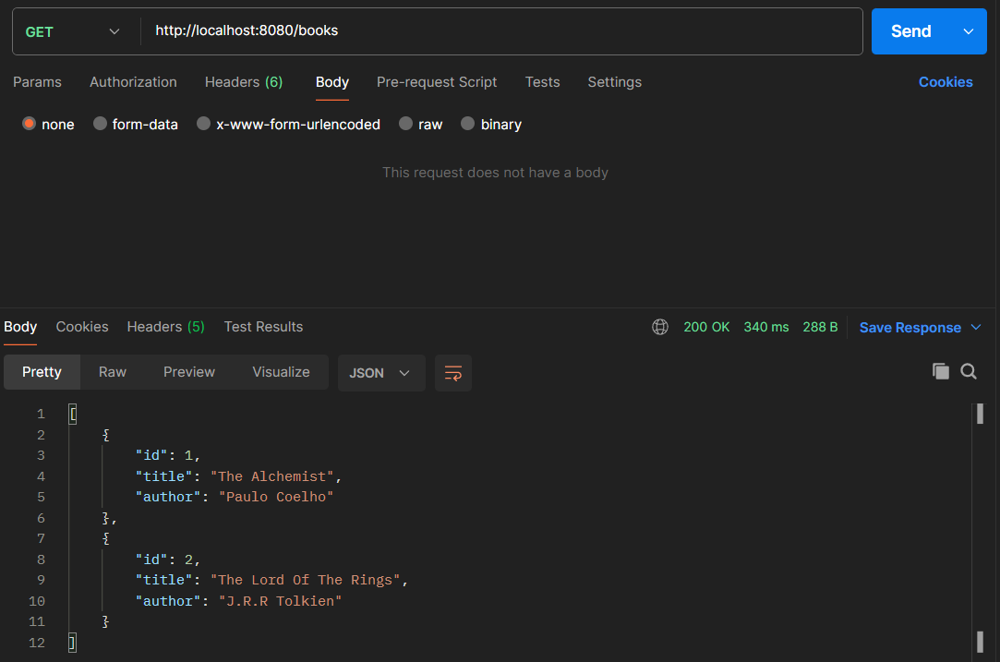 GET http://localhost:8080/books Send
Params Authorization Headers (6) Body Pre-request Script Tests Settings Cookies
none form-data x-www-form-urlencoded raw binary
This request does not have a body
Body Cookies Headers (5) Test Results 200 OK 340 ms 288 B Save Response
Pretty Raw Preview Visualize JSON
1 [
2 {
3 "id": 1,
4 "title": "The Alchemist",
5 "author": "Paulo Coelho"
6 },
7 {
8 "id": 2,
9 "title": "The Lord Of The Rings",
10 "author": "J.R.R Tolkien"
11 }
12 ]